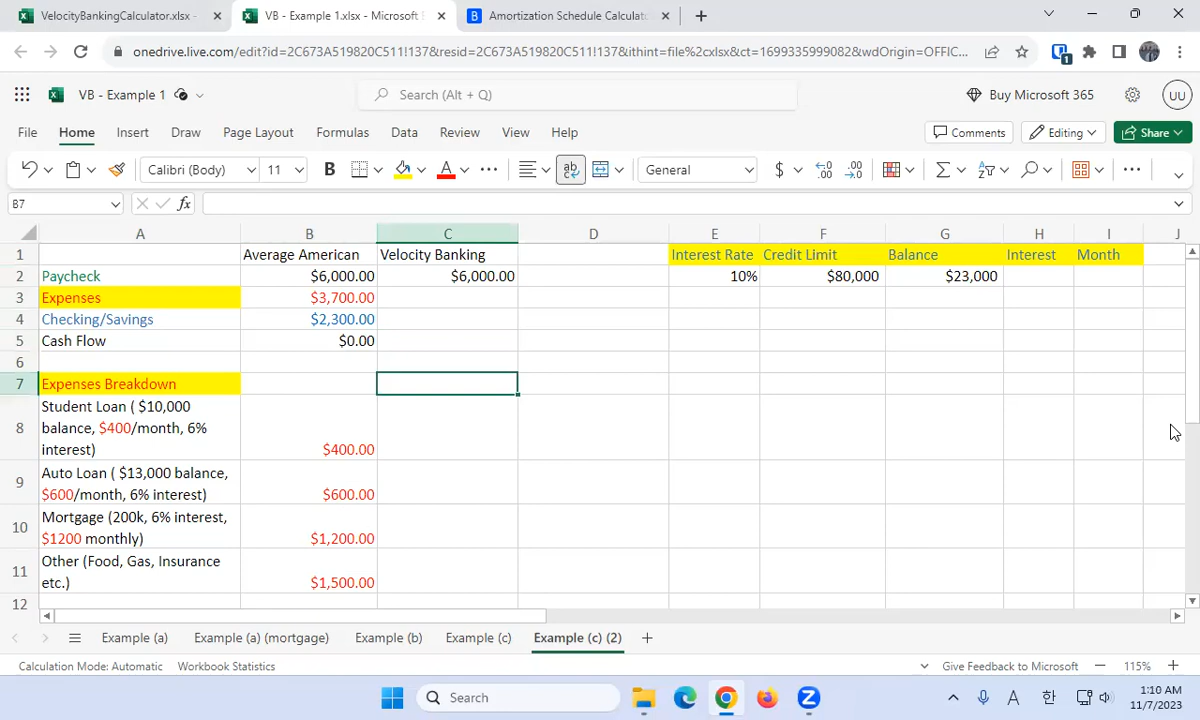 VelocityBankingCalculator.xlsx -
VB - Example 1.xlsx - Microsoft
Amortization Schedule Calculat
onedrive.live.com/edit?id=2C673A519820C511!137&resid=2C673A519820C511!137&ithint=file%2cxlsx&ct=1699335999082&wdOrigin=OFFIC...
1
VB - Example 1
Search (Alt + Q)
Buy Microsoft 365
UU
File Home Insert Draw Page Layout Formulas Data Review View Help
Comments
Editing
Share
Calibri (Body)
11
B
A
ab
General
$
B7
fx
A B C D E F G H I J
1 Average American Velocity Banking Interest Rate Credit Limit Balance Interest Month
2 Paycheck $6,000.00 $6,000.00 10% $80,000 $23,000
3 Expenses $3,700.00
4 Checking/Savings $2,300.00
5 Cash Flow $0.00
6
7 Expenses Breakdown
Student Loan ( $10,000
8 balance, $400/month, 6%
interest) $400.00
9 Auto Loan ( $13,000 balance,
$600/month, 6% interest) $600.00
10 Mortgage (200k, 6% interest,
$1200 monthly) $1,200.00
11 Other (Food, Gas, Insurance
etc.) $1,500.00
12
Example (a) Example (a) (mortgage) Example (b) Example (c) Example (c) (2)
Calculation Mode: Automatic Workbook Statistics
Give Feedback to Microsoft
115%
Search
A
한
1:10 AM
11/7/2023